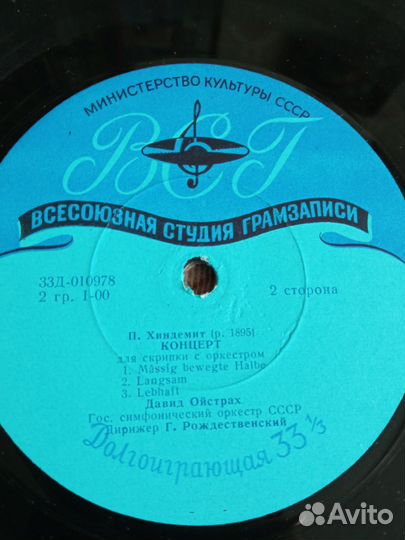 МИНИСТЕРСТВО КУЛЬТУРЫ СССР
ВСГ
ВСЕСОЮЗНАЯ СТУДИЯ ГРАМЗАПИСИ
33Д-010978
2 гр. 1-00
2 сторона
П. Хиндемит (р. 1895)
КОНЦЕРТ
для скрипки с оркестром
1. Mässig bewegte Halbe
2. Langsam
3. Lebhaft
Давид Ойстрах
Гос. симфонический оркестр СССР
Дирижер Г. Рождественский
Долгоиграющая 33 1/3
Avito